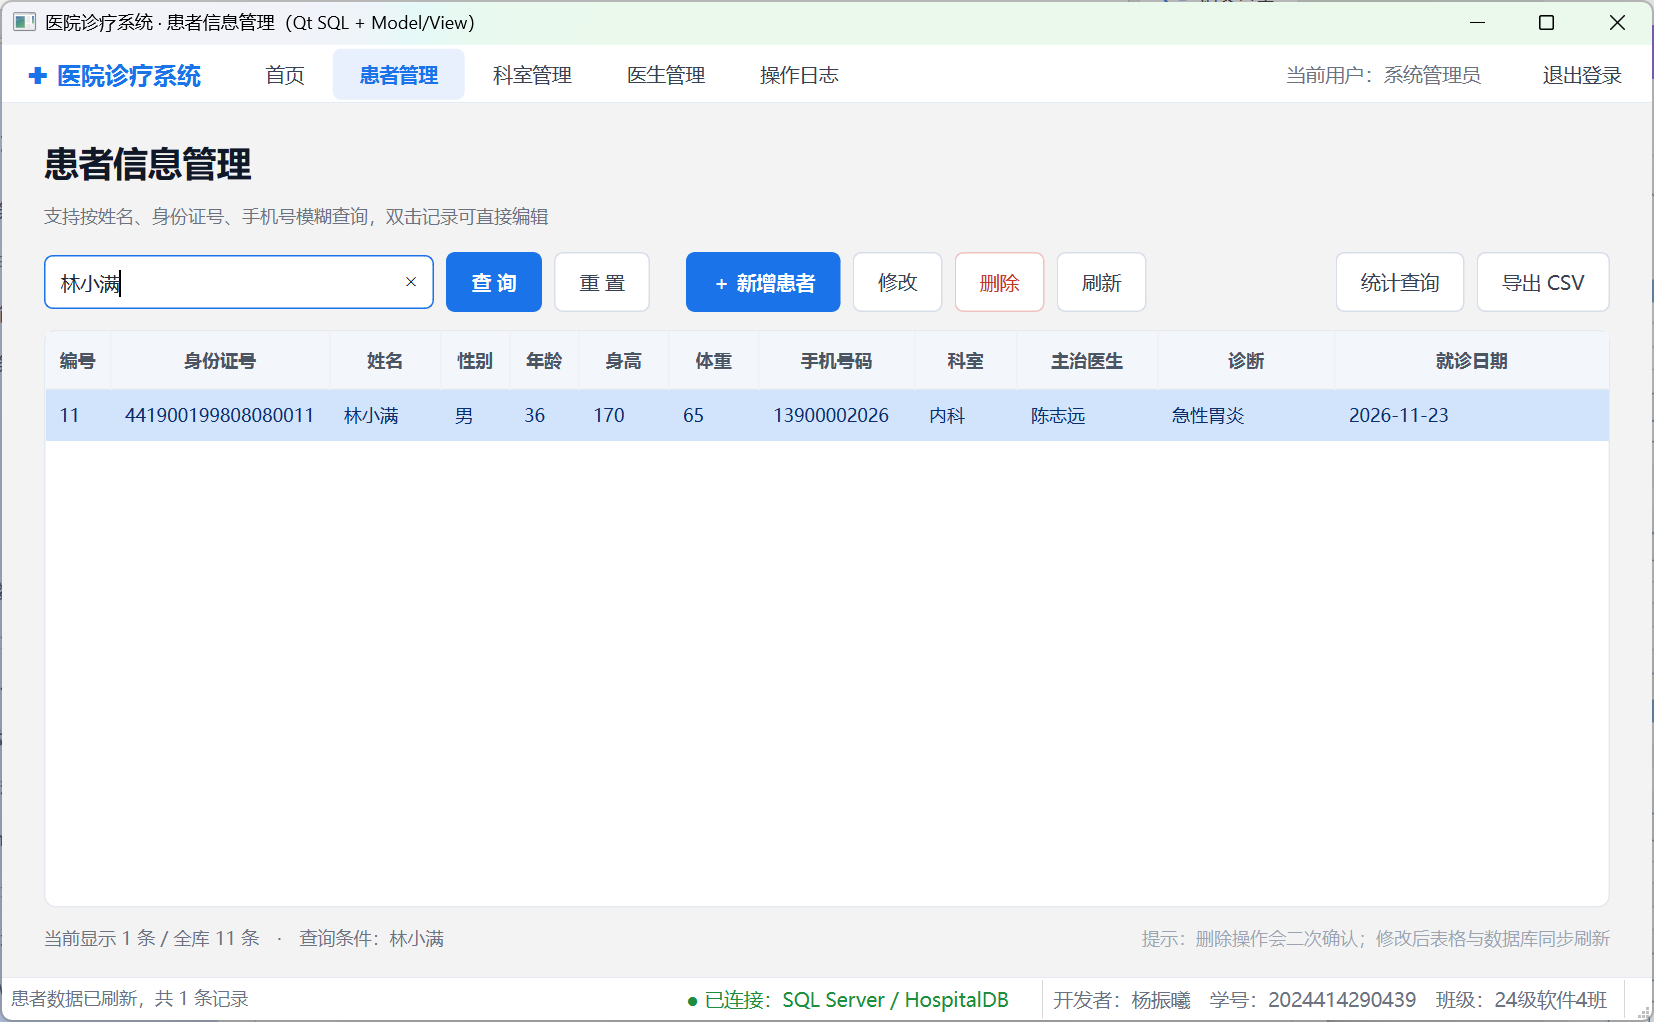 医院诊疗系统 · 患者信息管理（Qt SQL + Model/View）
医院诊疗系统 首页 患者管理 科室管理 医生管理 操作日志 当前用户：系统管理员 退出登录
患者信息管理
支持按姓名、身份证号、手机号模糊查询，双击记录可直接编辑
林小满 × 查 询 重 置 + 新增患者 修改 删除 刷新 统计查询 导出 CSV
编号 身份证号 姓名 性别 年龄 身高 体重 手机号码 科室 主治医生 诊断 就诊日期
11 441900199808080011 林小满 男 36 170 65 13900002026 内科 陈志远 急性胃炎 2026-11-23
当前显示 1 条 / 全库 11 条 · 查询条件：林小满 提示：删除操作会二次确认；修改后表格与数据库同步刷新
患者数据已刷新，共 1 条记录 ● 已连接：SQL Server / HospitalDB 开发者：杨振曦 学号：2024414290439 班级：24级软件4班